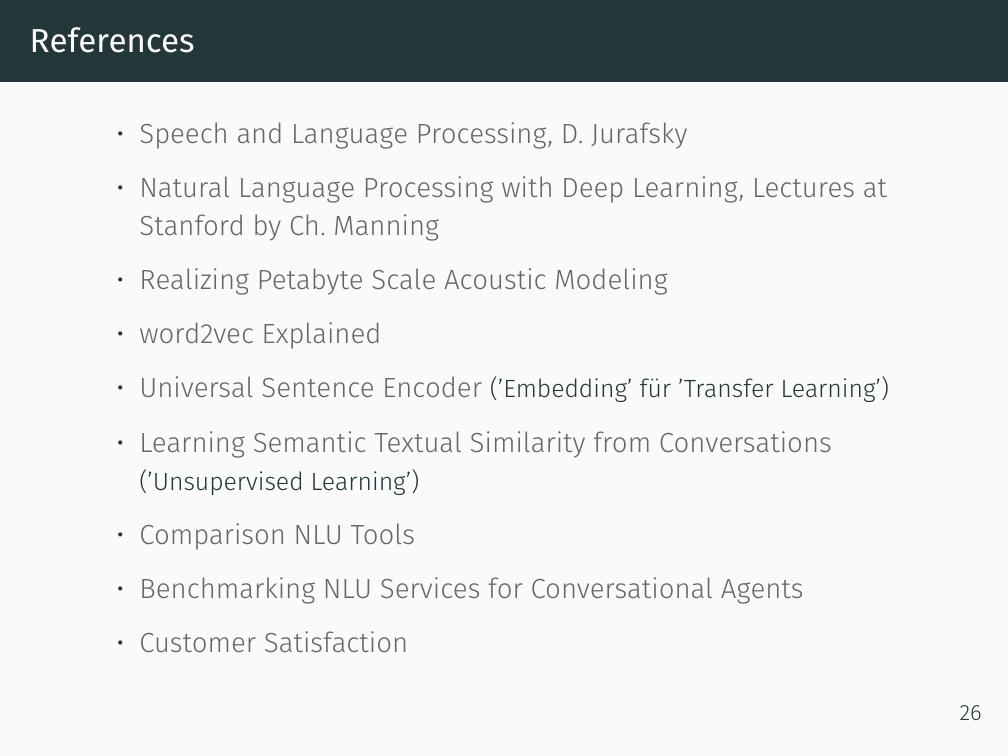 References
• Speech and Language Processing, D. Jurafsky
• Natural Language Processing with Deep Learning, Lectures at
Stanford by Ch. Manning
• Realizing Petabyte Scale Acoustic Modeling
• word2vec Explained
• Universal Sentence Encoder (’Embedding’ für ’Transfer Learning’)
• Learning Semantic Textual Similarity from Conversations
(’Unsupervised Learning’)
• Comparison NLU Tools
• Benchmarking NLU Services for Conversational Agents
• Customer Satisfaction
26